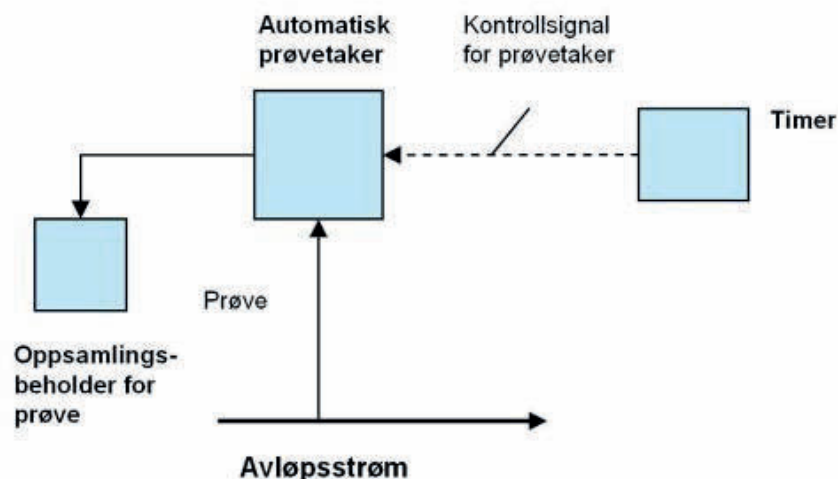 Automatisk
prøvetaker
Kontrollsignal
for prøvetaker
Timer
Prøve
Oppsamlings-
beholder for
prøve
Avløpsstrøm